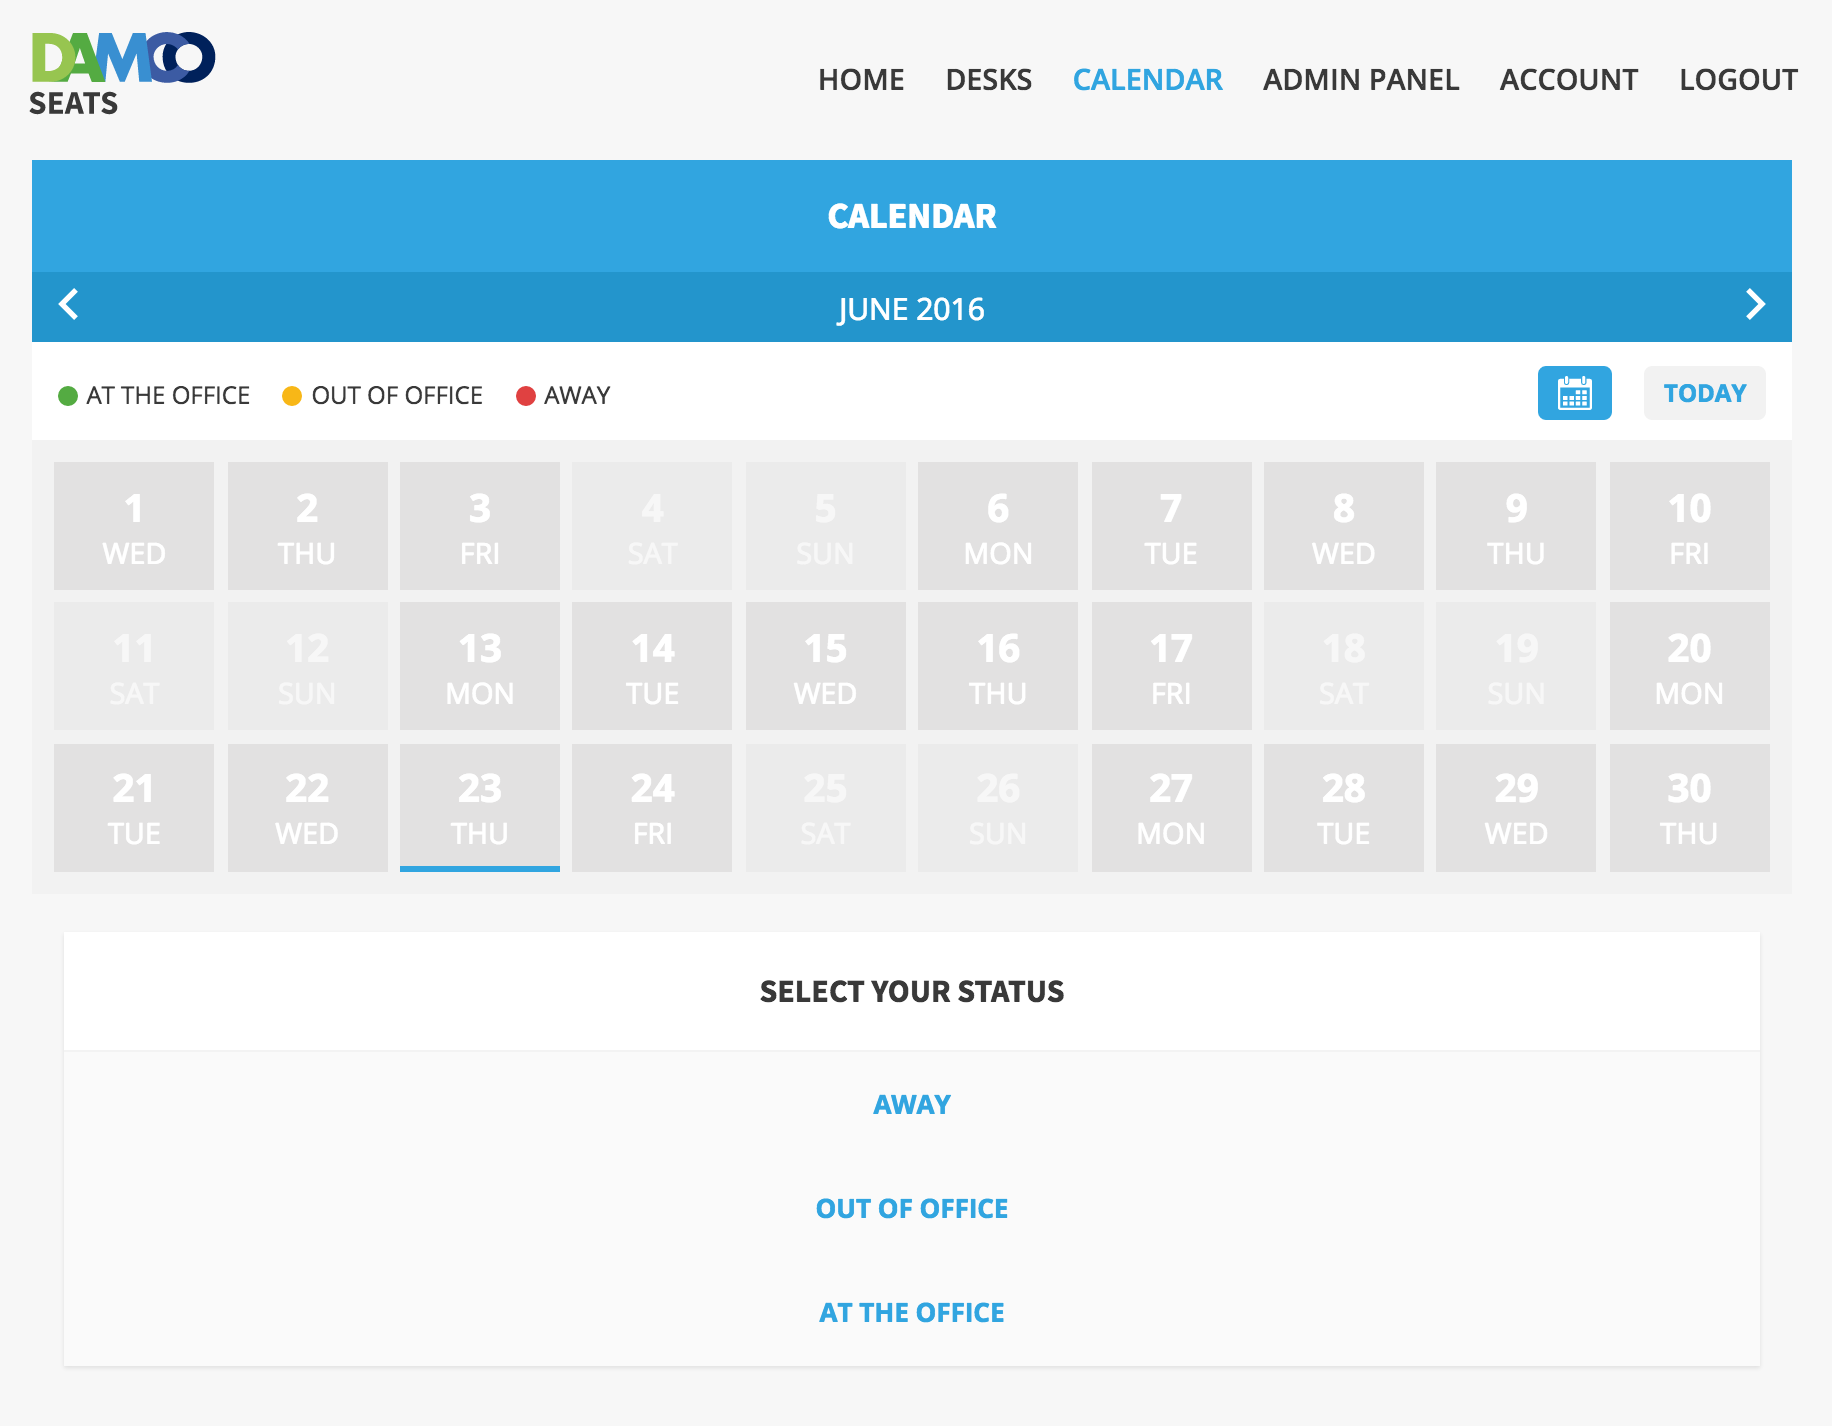 DAMCO
SEATS
HOME DESKS CALENDAR ADMIN PANEL ACCOUNT LOGOUT
CALENDAR
JUNE 2016
AT THE OFFICE OUT OF OFFICE AWAY TODAY
1 2 3 4 5 6 7 8 9 10
WED THU FRI SAT SUN MON TUE WED THU FRI
11 12 13 14 15 16 17 18 19 20
SAT SUN MON TUE WED THU FRI SAT SUN MON
21 22 23 24 25 26 27 28 29 30
TUE WED THU FRI SAT SUN MON TUE WED THU
SELECT YOUR STATUS
AWAY
OUT OF OFFICE
AT THE OFFICE